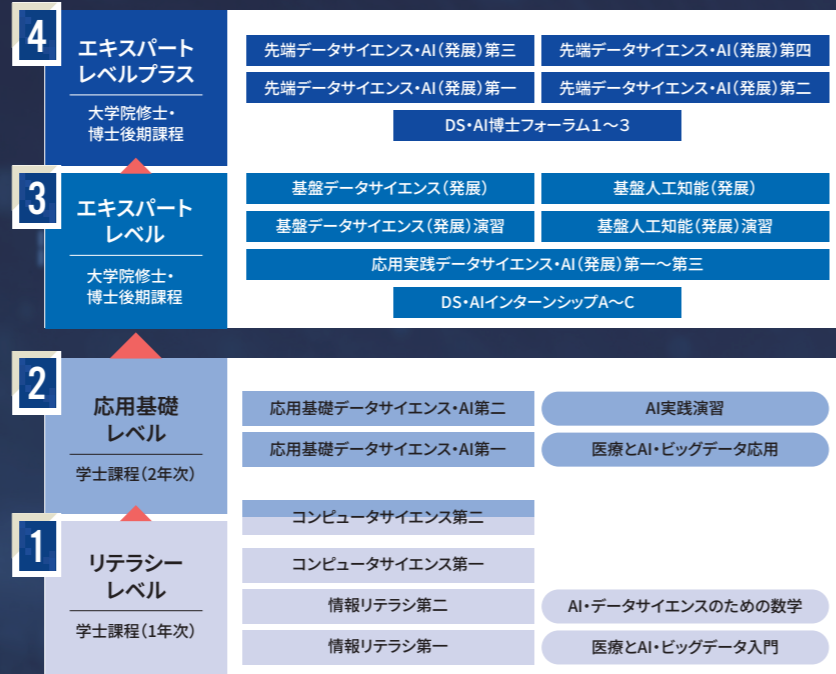 4
エキスパート
レベルプラス
大学院修士・
博士後期課程
先端データサイエンス・AI（発展）第三
先端データサイエンス・AI（発展）第四
先端データサイエンス・AI（発展）第一
先端データサイエンス・AI（発展）第二
DS・AI博士フォーラム１〜３
3
エキスパート
レベル
大学院修士・
博士後期課程
基盤データサイエンス（発展）
基盤人工知能（発展）
基盤データサイエンス（発展）演習
基盤人工知能（発展）演習
応用実践データサイエンス・AI（発展）第一〜第三
DS・AIインターンシップA〜C
2
応用基礎
レベル
学士課程（2年次）
応用基礎データサイエンス・AI第二
AI実践演習
応用基礎データサイエンス・AI第一
医療とAI・ビッグデータ応用
コンピュータサイエンス第二
1
リテラシー
レベル
学士課程（1年次）
コンピュータサイエンス第一
情報リテラシ第二
AI・データサイエンスのための数学
情報リテラシ第一
医療とAI・ビッグデータ入門